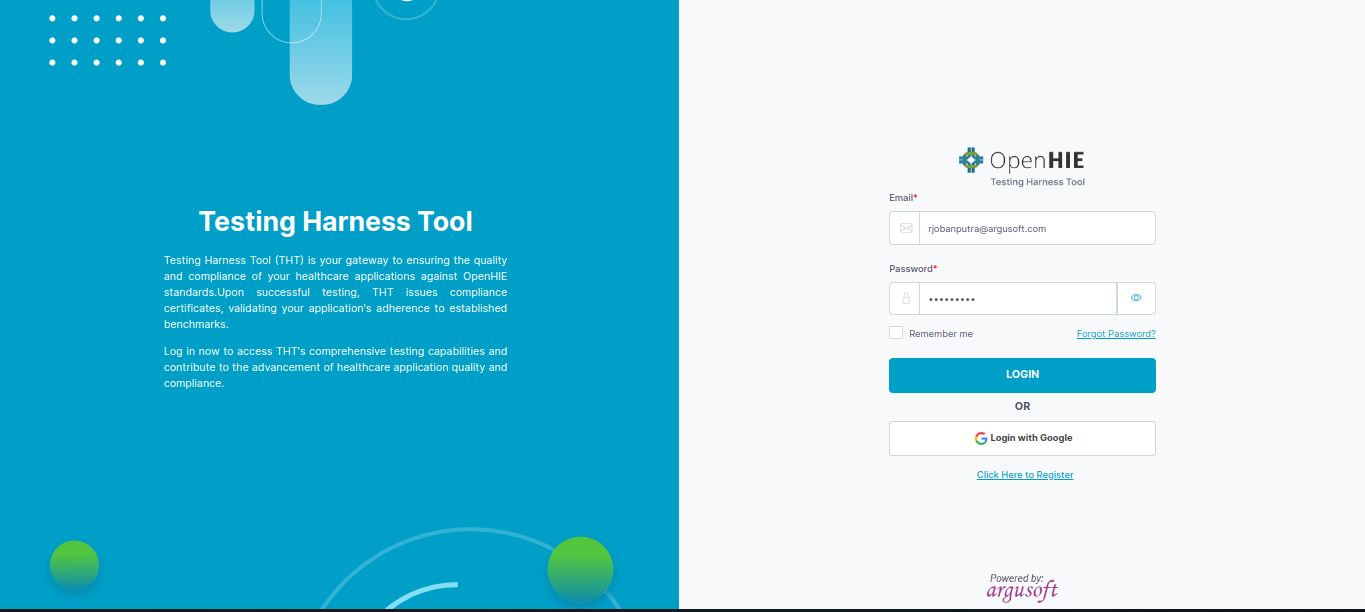 Testing Harness Tool
Testing Harness Tool (THT) is your gateway to ensuring the quality
and compliance of your healthcare applications against OpenHIE
standards.Upon successful testing, THT issues compliance
certificates, validating your application's adherence to established
benchmarks.
Log in now to access THT's comprehensive testing capabilities and
contribute to the advancement of healthcare application quality and
compliance.
OpenHIE
Testing Harness Tool
Email*
rjobanputra@argusoft.com
Password*
•••••••••
Remember me
Forgot Password?
LOGIN
OR
Login with Google
Click Here to Register
Powered by:
argusoft